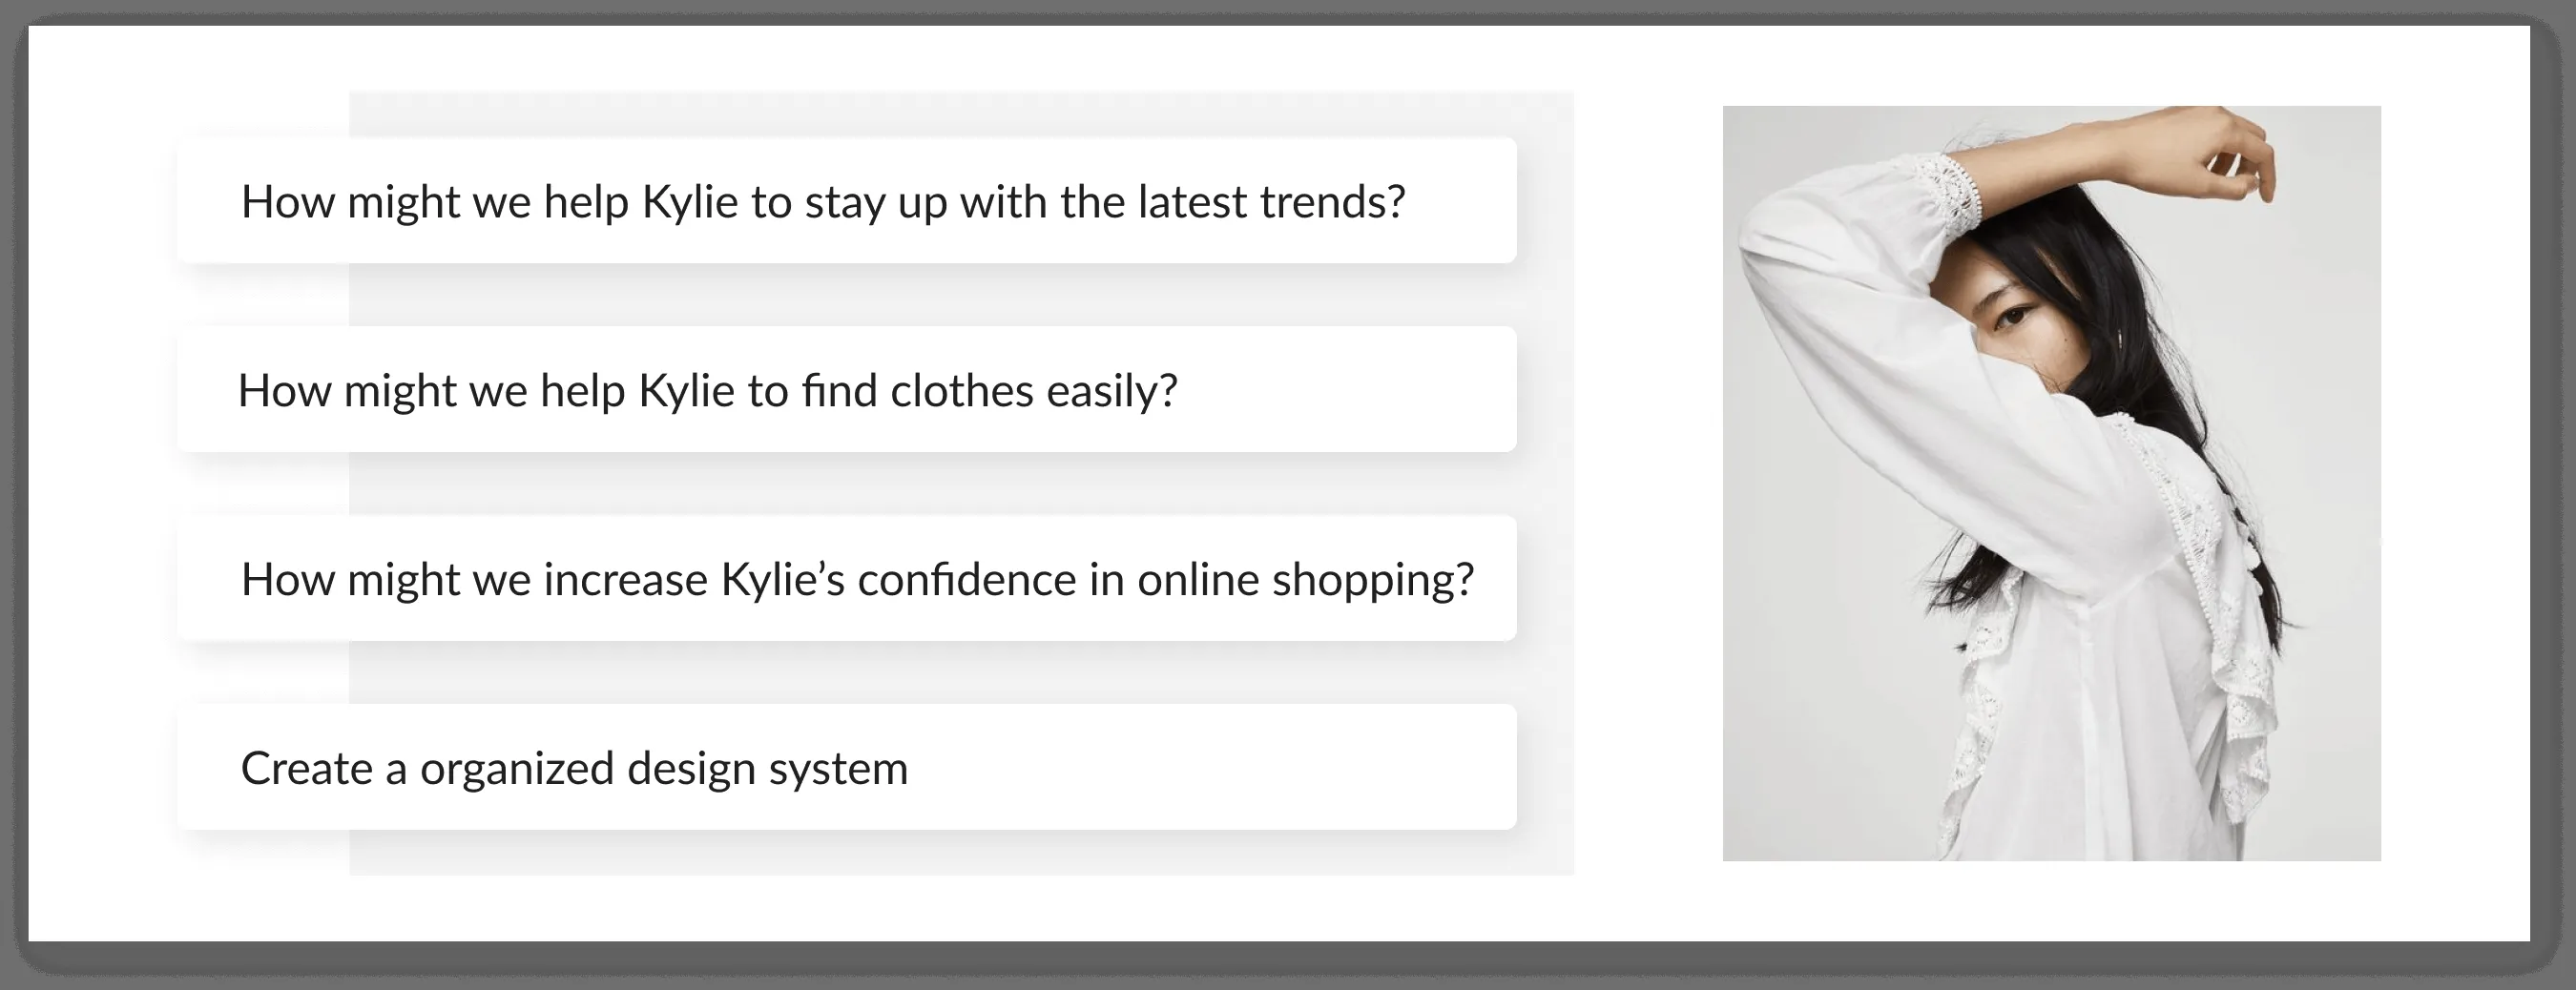 How might we help Kylie to stay up with the latest trends?
How might we help Kylie to find clothes easily?
How might we increase Kylie’s confidence in online shopping?
Create a organized design system